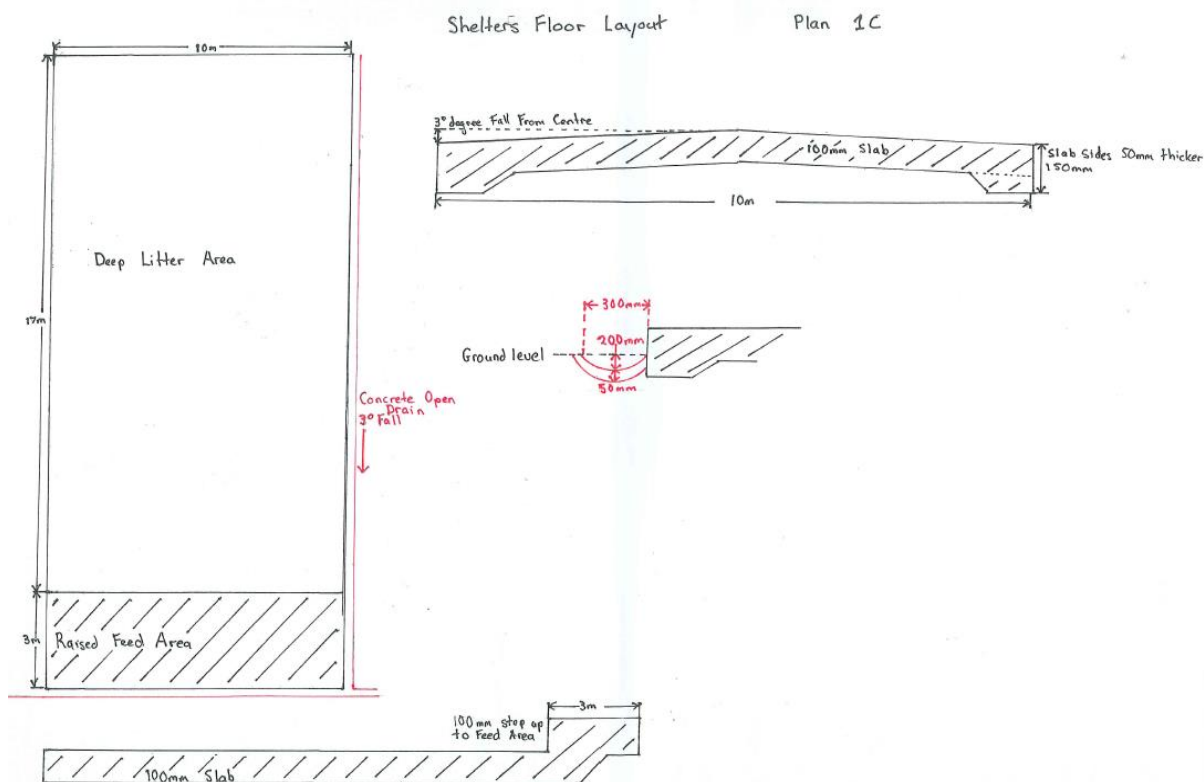 Shelters Floor Layout
Plan 1C
10m
3° degree Fall From Centre
100mm Slab
Slab Sides 50mm thicker
150mm
10m
Deep Litter Area
17m
300mm
200mm
Ground level
50mm
Concrete Open
Drain
3° Fall
3m
Raised Feed Area
3m
100mm step up
to Feed Area
100mm Slab